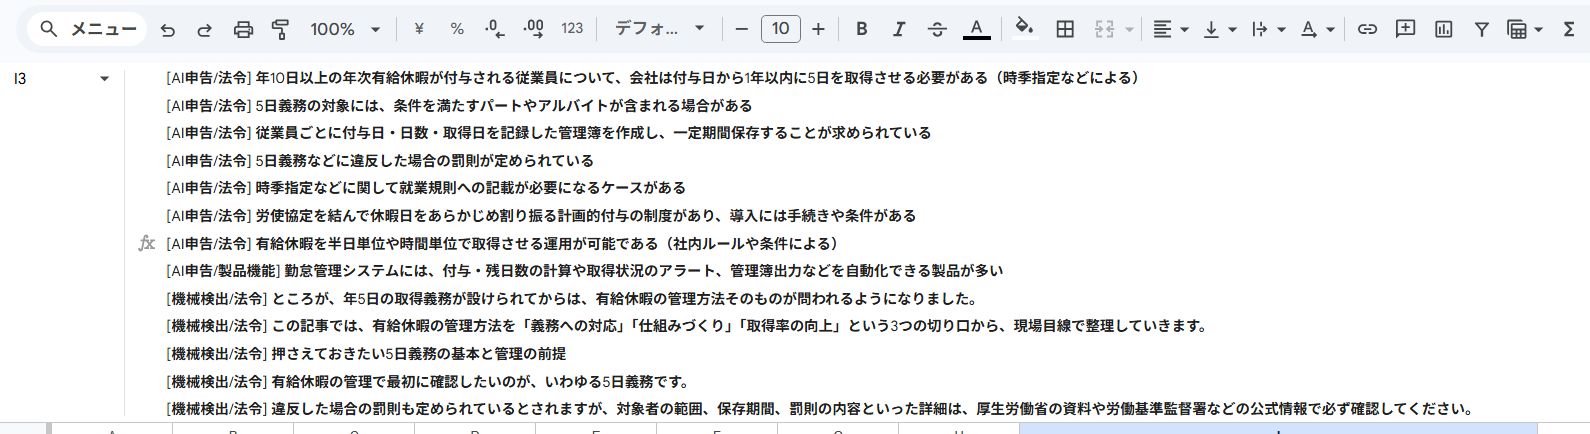 メニュー 100% ¥ % .0 .00 123 デフォ... − 10 + B I S A A Σ
I3
[AI申告/法令] 年10日以上の年次有給休暇が付与される従業員について、会社は付与日から1年以内に5日を取得させる必要がある（時季指定などによる）
[AI申告/法令] 5日義務の対象には、条件を満たすパートやアルバイトが含まれる場合がある
[AI申告/法令] 従業員ごとに付与日・日数・取得日を記録した管理簿を作成し、一定期間保存することが求められている
[AI申告/法令] 5日義務などに違反した場合の罰則が定められている
[AI申告/法令] 時季指定などに関して就業規則への記載が必要になるケースがある
[AI申告/法令] 労使協定を結んで休暇日をあらかじめ割り振る計画的付与の制度があり、導入には手続きや条件がある
fx [AI申告/法令] 有給休暇を半日単位や時間単位で取得させる運用が可能である（社内ルールや条件による）
[AI申告/製品機能] 勤怠管理システムには、付与・残日数の計算や取得状況のアラート、管理簿出力などを自動化できる製品が多い
[機械検出/法令] ところが、年5日の取得義務が設けられてからは、有給休暇の管理方法そのものが問われるようになりました。
[機械検出/法令] この記事では、有給休暇の管理方法を「義務への対応」「仕組みづくり」「取得率の向上」という3つの切り口から、現場目線で整理していきます。
[機械検出/法令] 押さえておきたい5日義務の基本と管理の前提
[機械検出/法令] 有給休暇の管理で最初に確認したいのが、いわゆる5日義務です。
[機械検出/法令] 違反した場合の罰則も定められているとされますが、対象者の範囲、保存期間、罰則の内容といった詳細は、厚生労働省の資料や労働基準監督署などの公式情報で必ず確認してください。